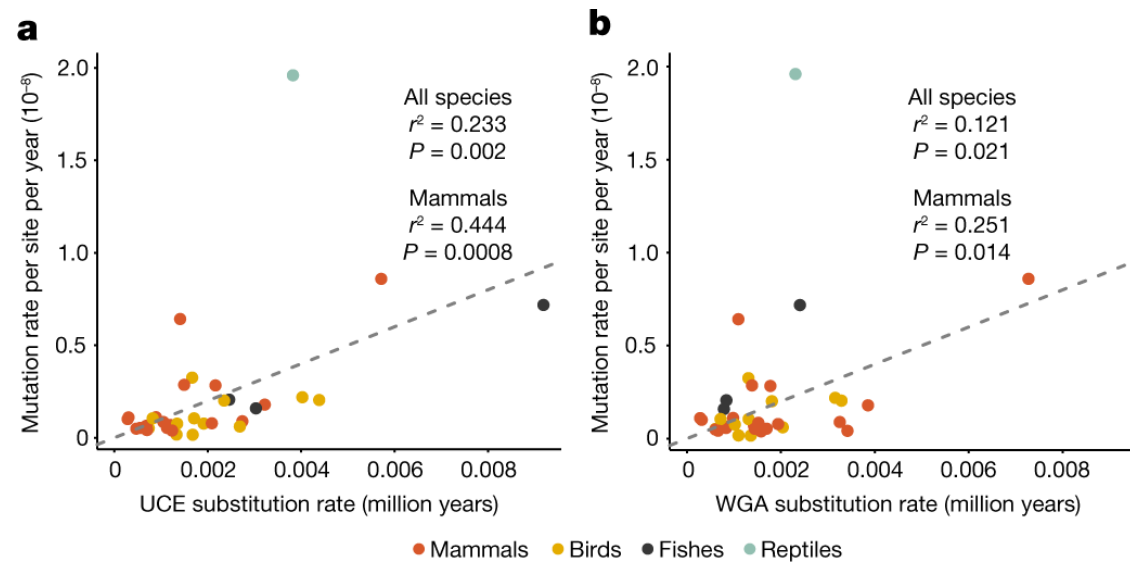 a
Mutation rate per site per year (10⁻⁸)
2.0
1.5
1.0
0.5
0
All species
r² = 0.233
P = 0.002
Mammals
r² = 0.444
P = 0.0008
0 0.002 0.004 0.006 0.008
UCE substitution rate (million years)
b
Mutation rate per site per year (10⁻⁸)
2.0
1.5
1.0
0.5
0
All species
r² = 0.121
P = 0.021
Mammals
r² = 0.251
P = 0.014
0 0.002 0.004 0.006 0.008
WGA substitution rate (million years)
Mammals Birds Fishes Reptiles